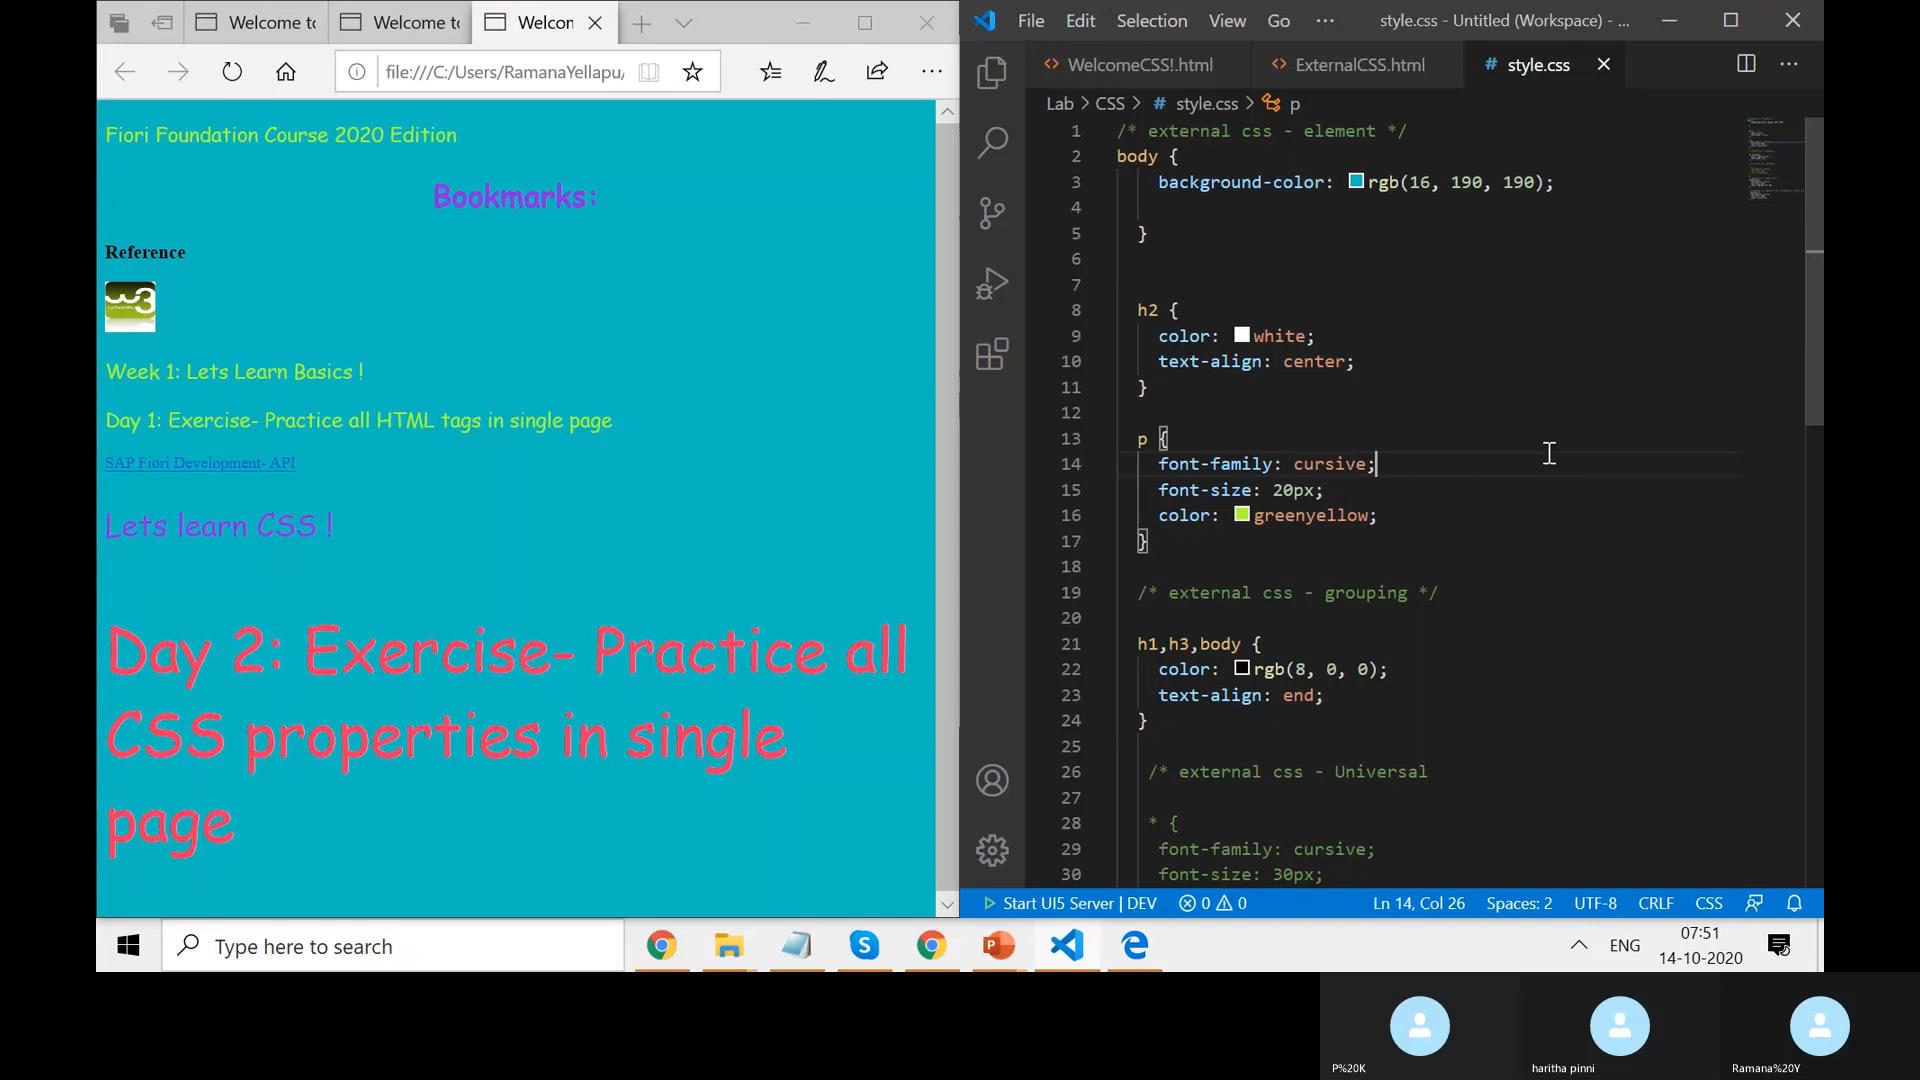 Welcome to
Welcome to
Welcon
file:///C:/Users/RamanaYellapu/
Fiori Foundation Course 2020 Edition
Bookmarks:
Reference
w3
Week 1: Lets Learn Basics !
Day 1: Exercise- Practice all HTML tags in single page
SAP Fiori Development- API
Lets learn CSS !
Day 2: Exercise- Practice all
CSS properties in single
page
File Edit Selection View Go ··· style.css - Untitled (Workspace) - ...
WelcomeCSS!.html ExternalCSS.html # style.css
Lab > CSS > # style.css > p
1 /* external css - element */
2 body {
3 background-color: rgb(16, 190, 190);
4
5 }
6
7
8 h2 {
9 color: white;
10 text-align: center;
11 }
12
13 p {
14 font-family: cursive;
15 font-size: 20px;
16 color: greenyellow;
17 }
18
19 /* external css - grouping */
20
21 h1,h3,body {
22 color: rgb(8, 0, 0);
23 text-align: end;
24 }
25
26 /* external css - Universal
27
28 * {
29 font-family: cursive;
30 font-size: 30px;
Start UI5 Server | DEV 0 0 Ln 14, Col 26 Spaces: 2 UTF-8 CRLF CSS
Type here to search
ENG
07:51
14-10-2020
P%20K
haritha pinni
Ramana%20Y